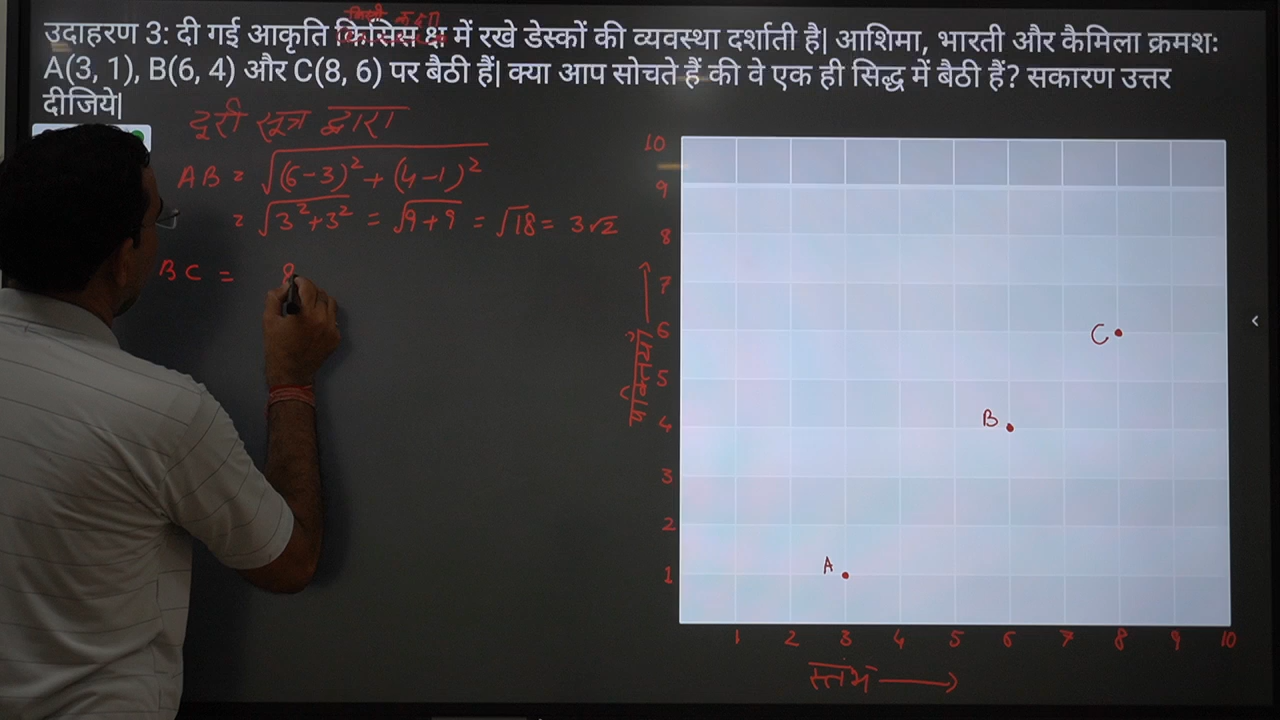 उदाहरण 3: दी गई आकृति किसी कक्षा में रखे डेस्कों की व्यवस्था दर्शाती है| आशिमा, भारती और कैमिला क्रमशः
A(3, 1), B(6, 4) और C(8, 6) पर बैठी हैं| क्या आप सोचते हैं की वे एक ही सिद्ध में बैठी हैं? सकारण उत्तर
दीजिये|
दूरी सूत्र द्वारा
AB = √(6-3)² + (4-1)²
= √3²+3² = √9+9 = √18 = 3√2
BC = 8
10
9
8
7
6
5
4
3
2
1
पंक्तियाँ
C
B
A
1 2 3 4 5 6 7 8 9 10
स्तंभ